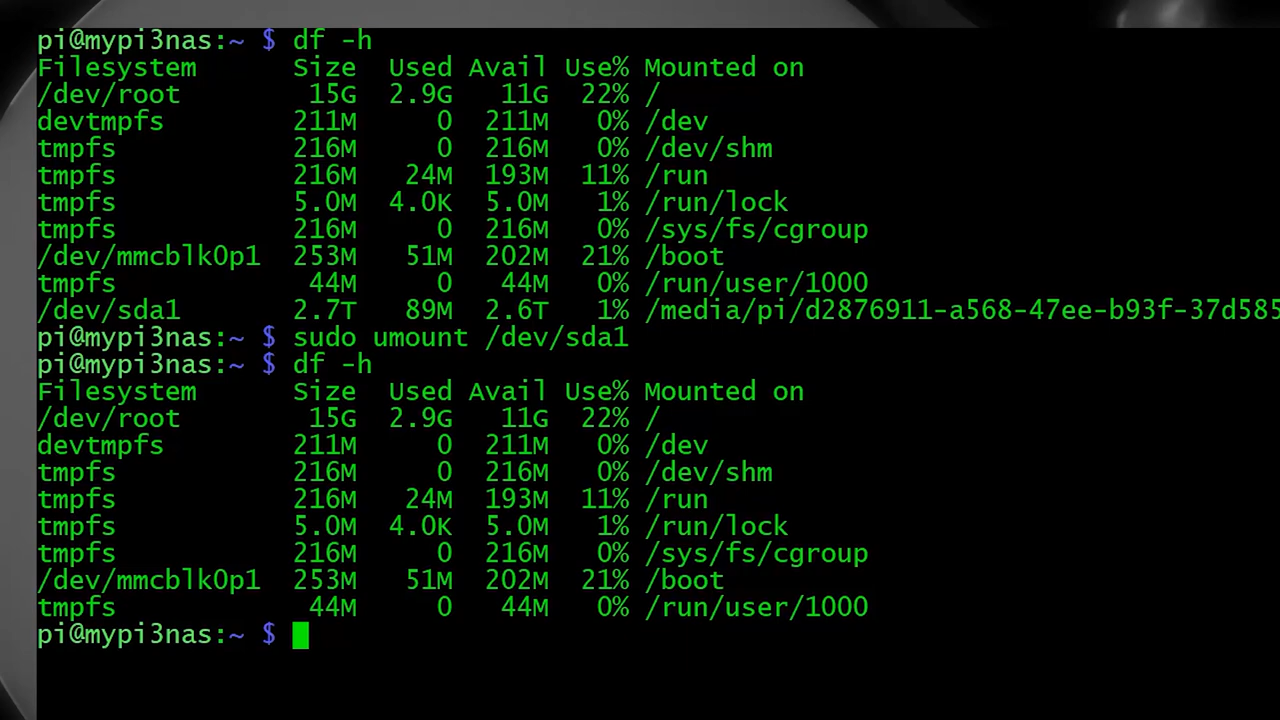 pi@mypi3nas:~ $ df -h
Filesystem      Size  Used Avail Use% Mounted on
/dev/root        15G  2.9G   11G  22% /
devtmpfs        211M     0  211M   0% /dev
tmpfs           216M     0  216M   0% /dev/shm
tmpfs           216M   24M  193M  11% /run
tmpfs           5.0M  4.0K  5.0M   1% /run/lock
tmpfs           216M     0  216M   0% /sys/fs/cgroup
/dev/mmcblk0p1  253M   51M  202M  21% /boot
tmpfs            44M     0   44M   0% /run/user/1000
/dev/sda1       2.7T   89M  2.6T   1% /media/pi/d2876911-a568-47ee-b93f-37d585
pi@mypi3nas:~ $ sudo umount /dev/sda1
pi@mypi3nas:~ $ df -h
Filesystem      Size  Used Avail Use% Mounted on
/dev/root        15G  2.9G   11G  22% /
devtmpfs        211M     0  211M   0% /dev
tmpfs           216M     0  216M   0% /dev/shm
tmpfs           216M   24M  193M  11% /run
tmpfs           5.0M  4.0K  5.0M   1% /run/lock
tmpfs           216M     0  216M   0% /sys/fs/cgroup
/dev/mmcblk0p1  253M   51M  202M  21% /boot
tmpfs            44M     0   44M   0% /run/user/1000
pi@mypi3nas:~ $